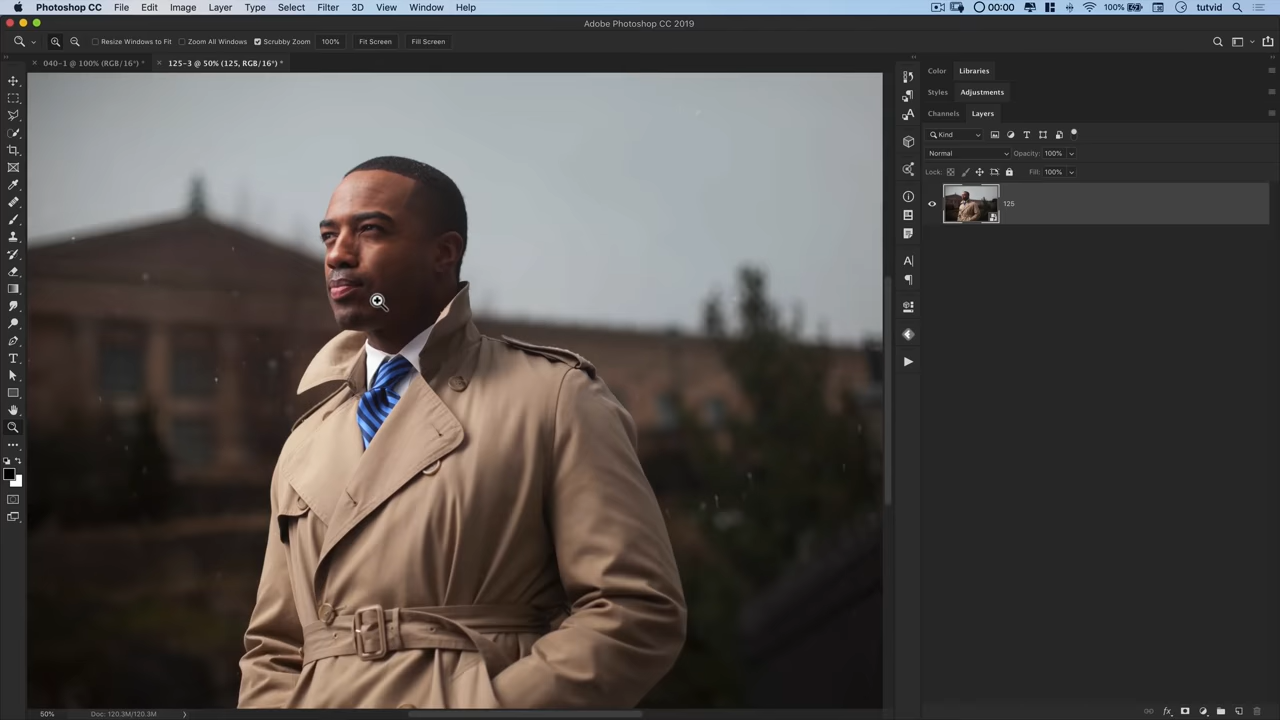 Photoshop CC File Edit Image Layer Type Select Filter 3D View Window Help 00:00 100% tutvid
Adobe Photoshop CC 2019
Resize Windows to Fit Zoom All Windows Scrubby Zoom 100% Fit Screen Fill Screen
040-1 @ 100% (RGB/16*) * 125-3 @ 50% (125, RGB/16*) *
Color Libraries
Styles Adjustments
Channels Layers
Kind
Normal Opacity: 100%
Lock: Fill: 100%
125
50% Doc: 120.3M/120.3M